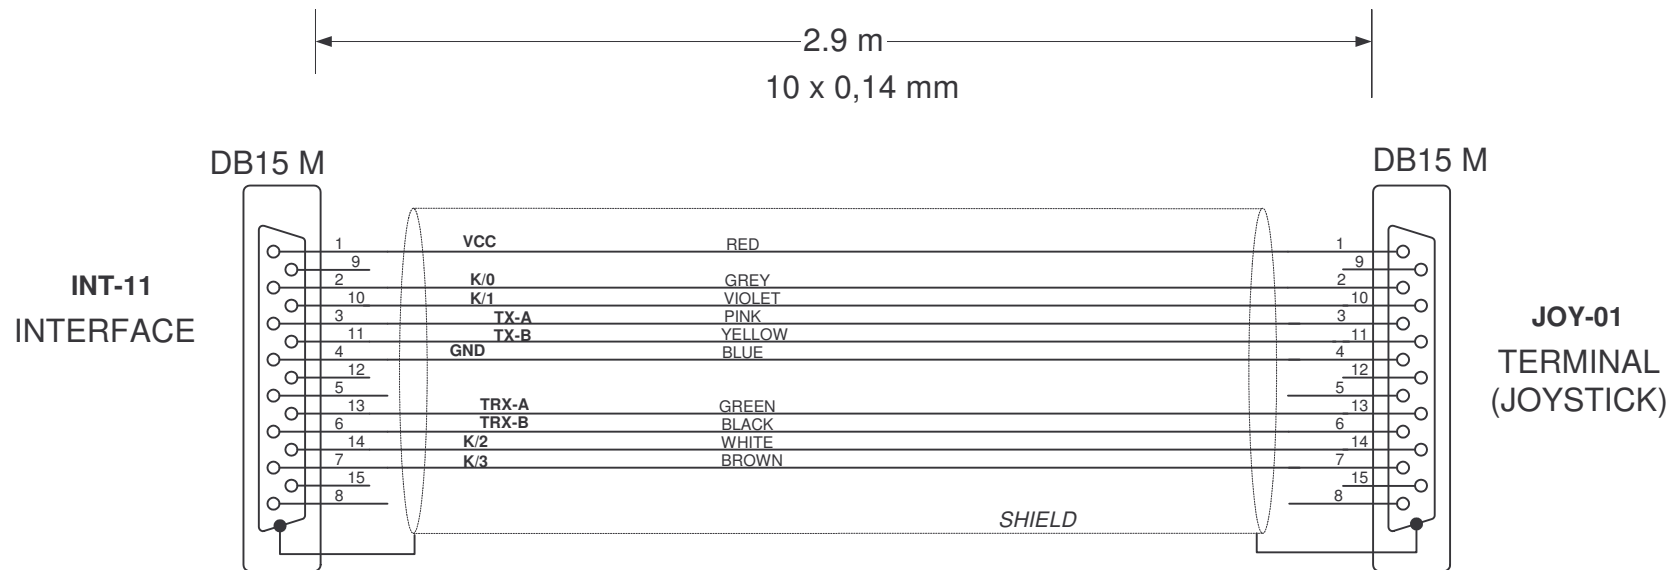 2.9 m
10 x 0,14 mm
DB15 M
DB15 M
INT-11
INTERFACE
JOY-01
TERMINAL
(JOYSTICK)
1 VCC RED 1
9 9
2 K/0 GREY 2
10 K/1 VIOLET 10
3 TX-A PINK 3
11 TX-B YELLOW 11
4 GND BLUE 4
12 12
5 5
13 TRX-A GREEN 13
6 TRX-B BLACK 6
14 K/2 WHITE 14
7 K/3 BROWN 7
15 15
8 8
SHIELD